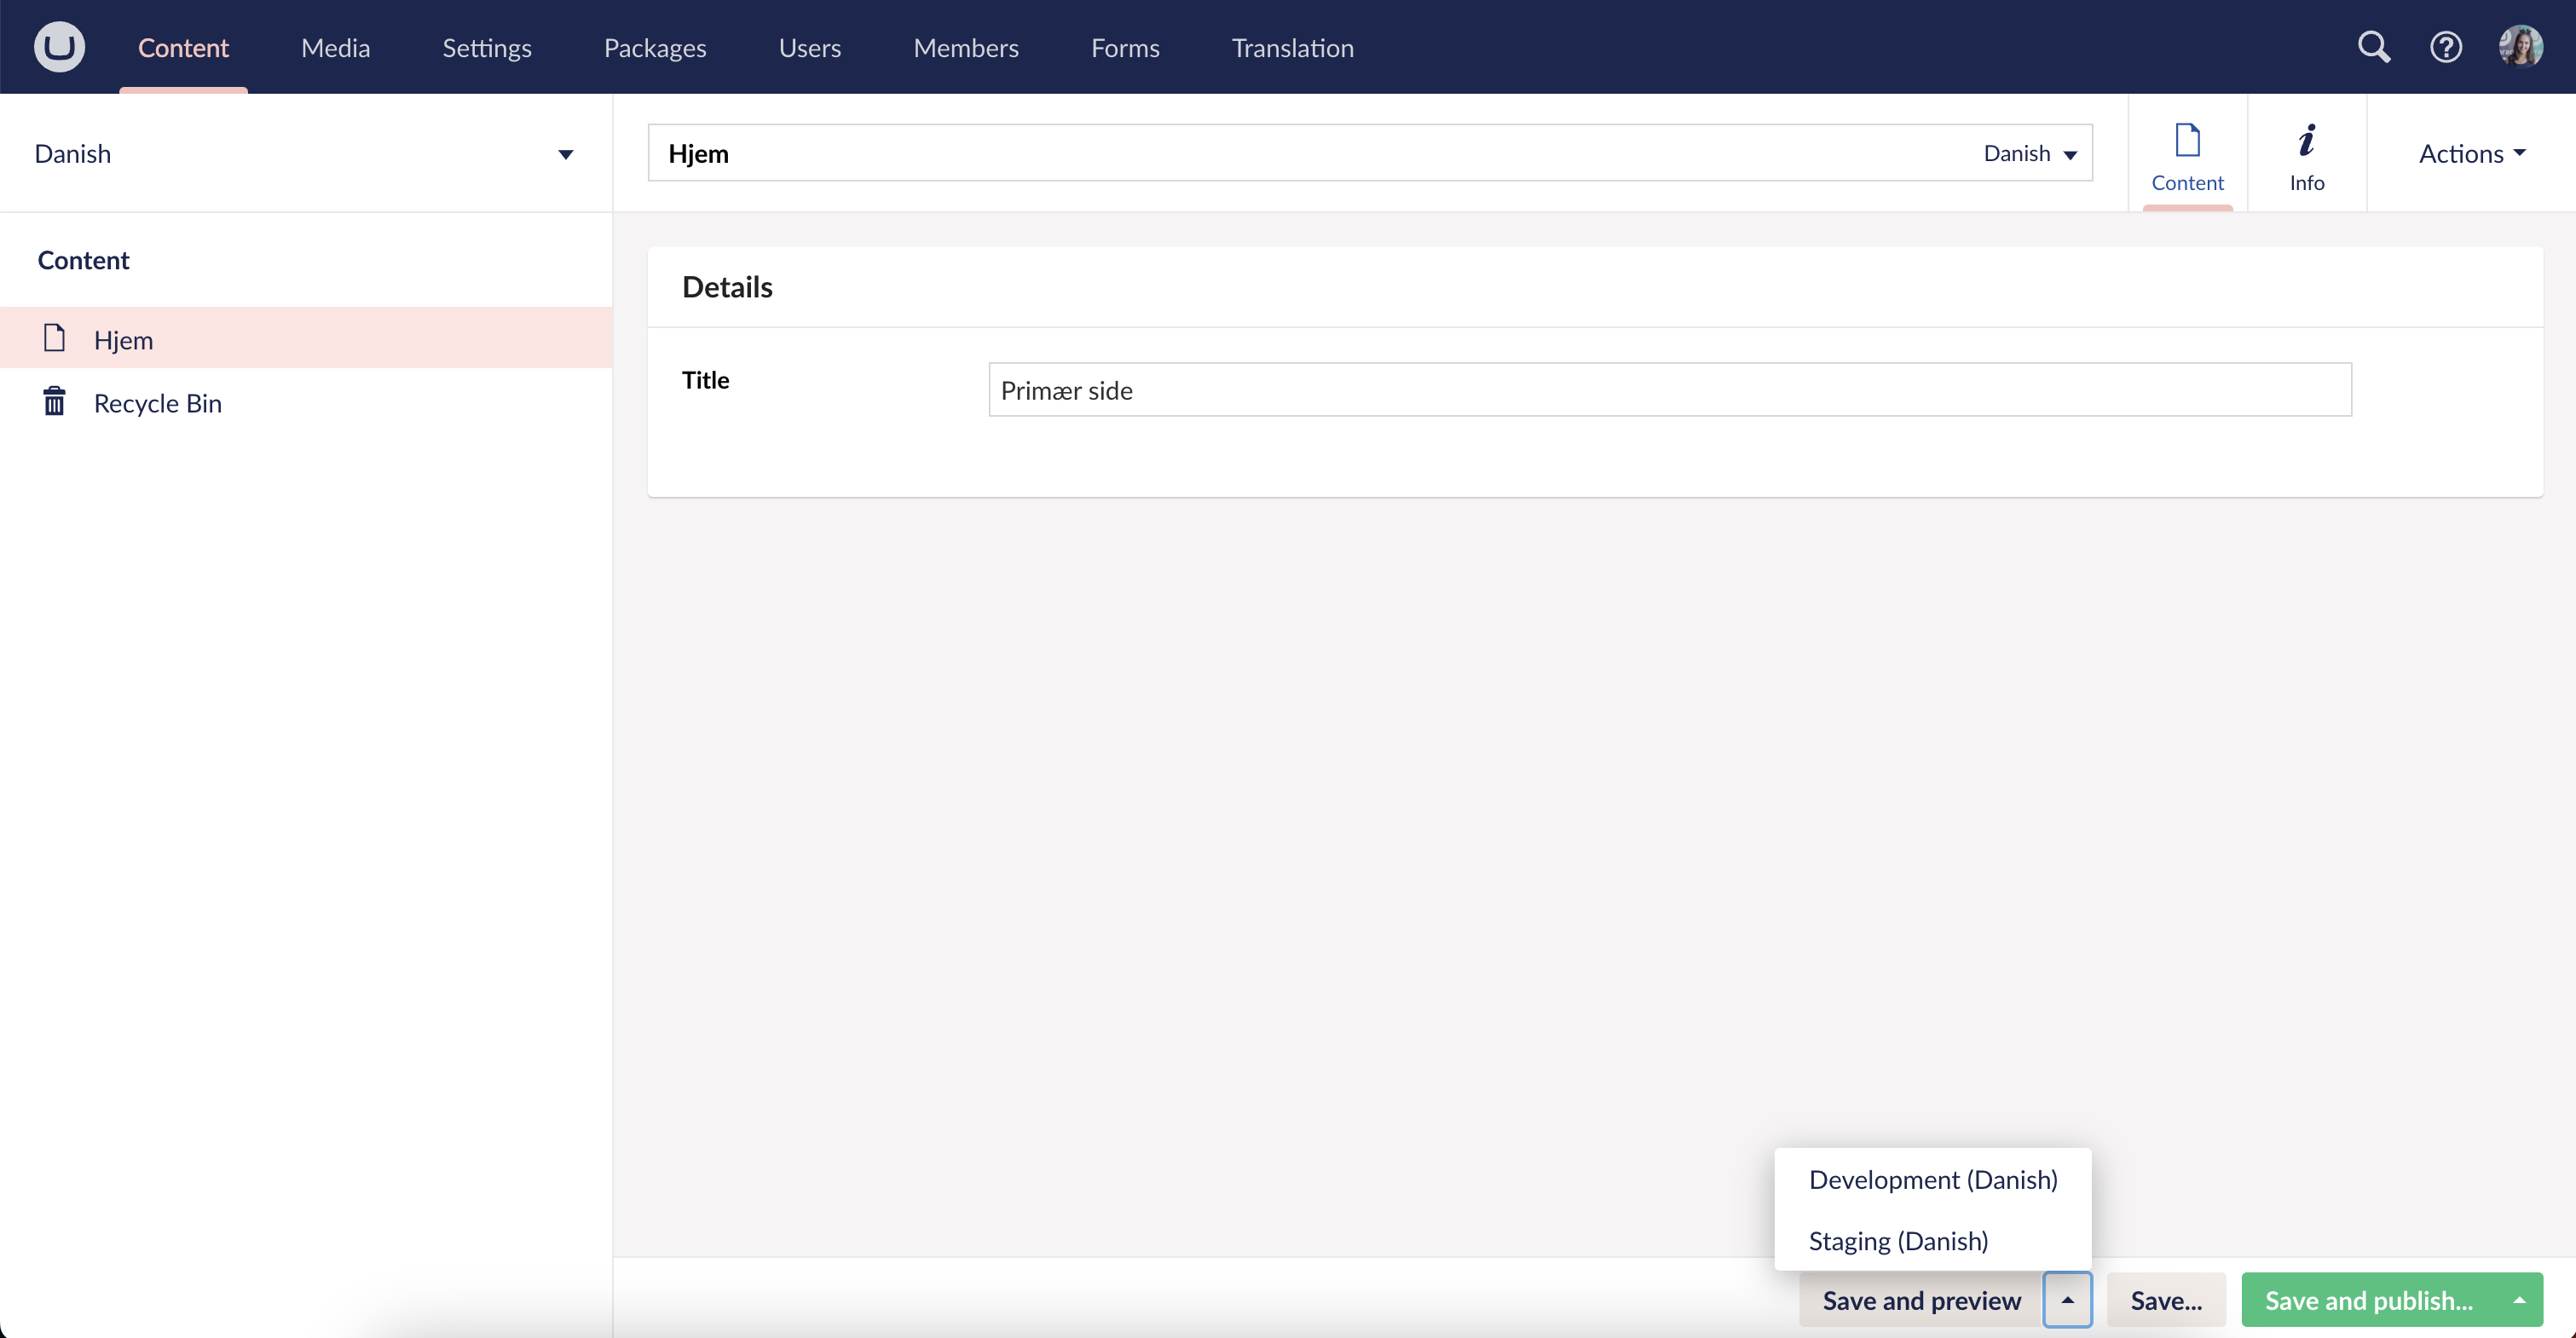 Content Media Settings Packages Users Members Forms Translation
Danish
Hjem Danish
Content Info Actions
Content
Hjem
Recycle Bin
Details
Title Primær side
Development (Danish)
Staging (Danish)
Save and preview Save... Save and publish...